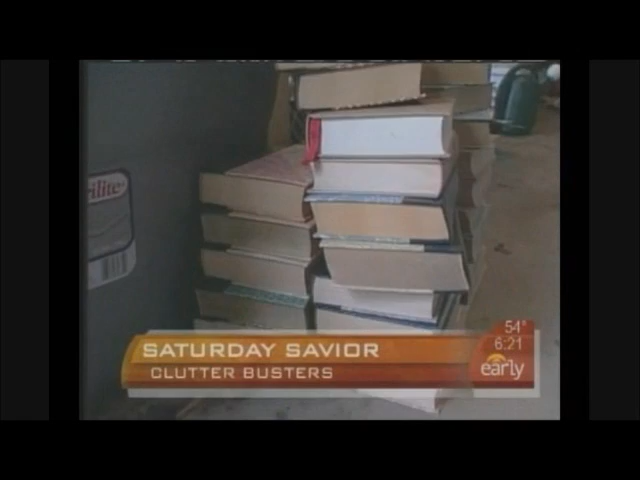 rilite
SATURDAY SAVIOR
CLUTTER BUSTERS
54°
6:21
early